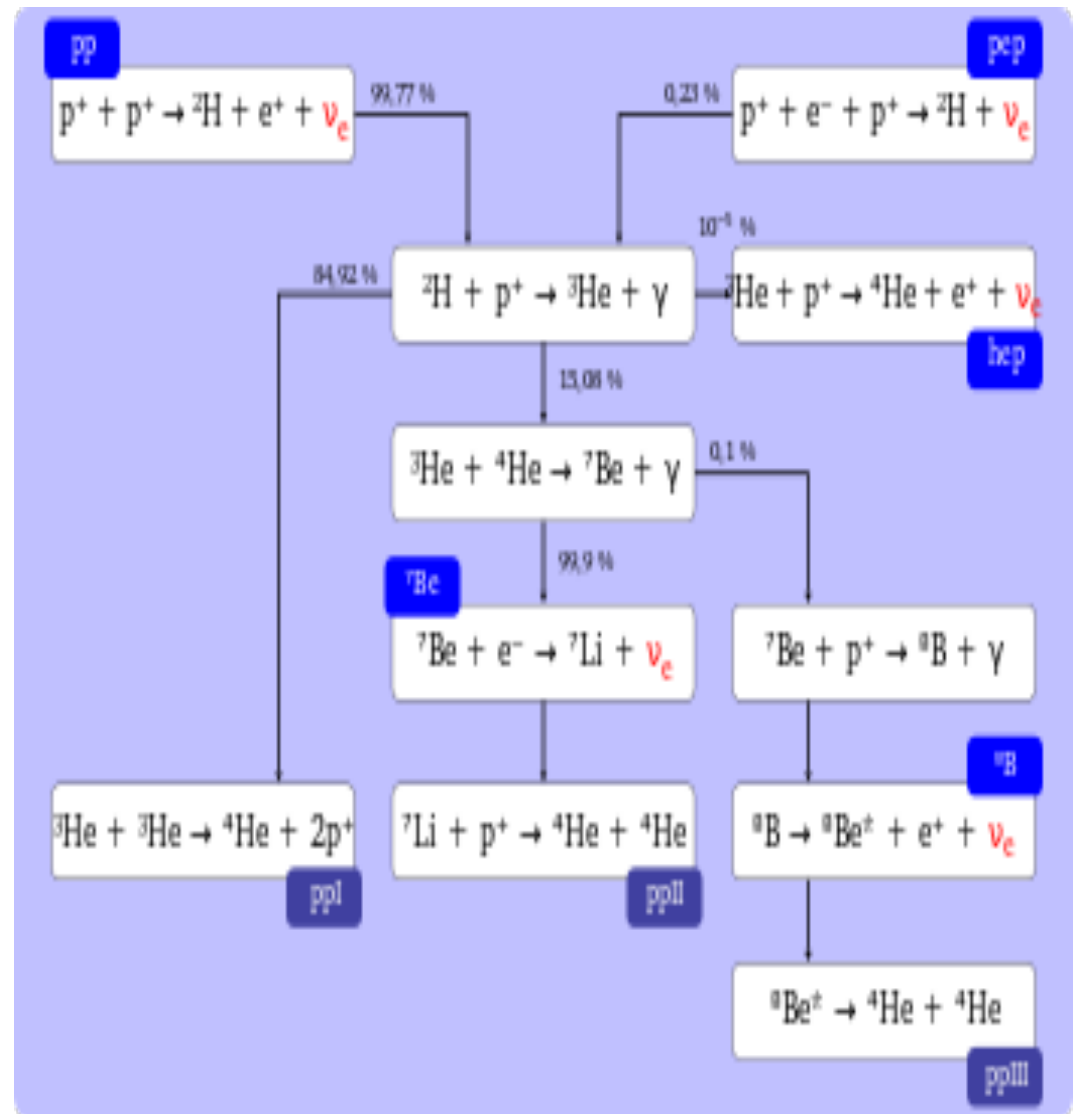 pp
pep
p⁺ + p⁺ → ²H + e⁺ + νₑ
99,77 %
0,23 %
p⁺ + e⁻ + p⁺ → ²H + νₑ
84,92 %
²H + p⁺ → ³He + γ
³He + p⁺ → ⁴He + e⁺ + νₑ
hep
15,08 %
³He + ⁴He → ⁷Be + γ
0,1 %
99,9 %
⁷Be
⁷Be + e⁻ → ⁷Li + νₑ
⁷Be + p⁺ → ⁸B + γ
⁸B
³He + ³He → ⁴He + 2p⁺
⁷Li + p⁺ → ⁴He + ⁴He
⁸B → ⁸Be* + e⁺ + νₑ
ppI
ppII
⁸Be* → ⁴He + ⁴He
ppIII